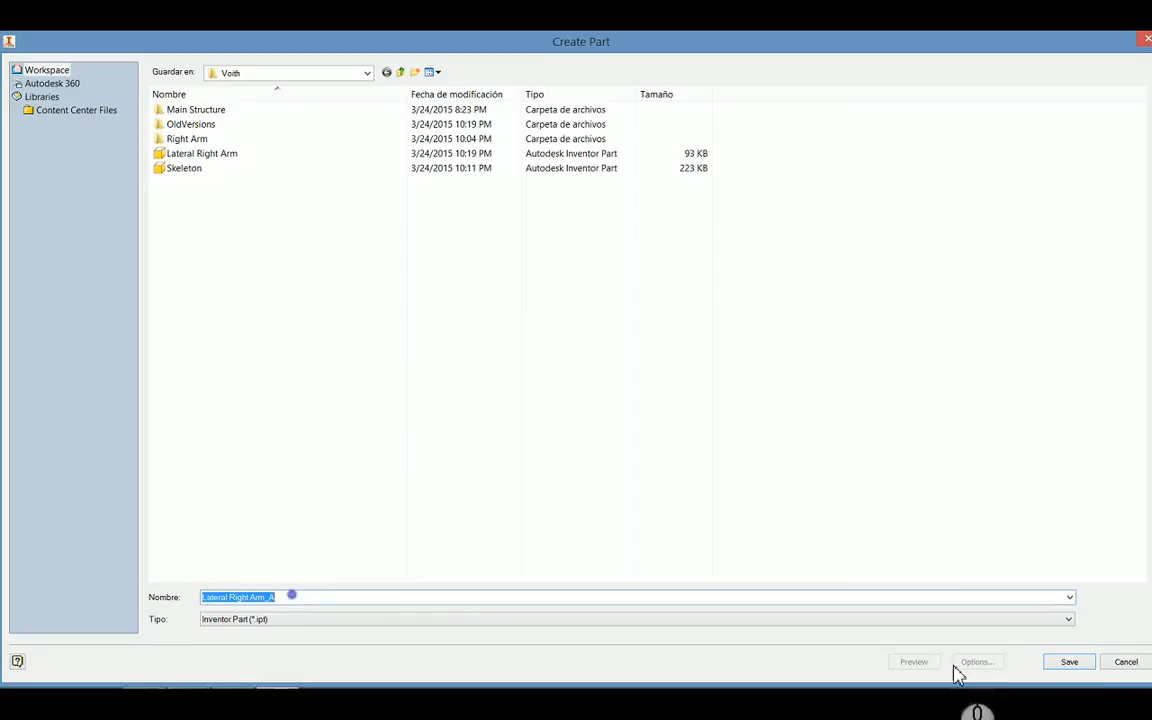 Create Part
Workspace
Autodesk 360
Libraries
Content Center Files
Guardar en: Voith
Nombre Fecha de modificación Tipo Tamaño
Main Structure 3/24/2015 8:23 PM Carpeta de archivos
OldVersions 3/24/2015 10:19 PM Carpeta de archivos
Right Arm 3/24/2015 10:04 PM Carpeta de archivos
Lateral Right Arm 3/24/2015 10:19 PM Autodesk Inventor Part 93 KB
Skeleton 3/24/2015 10:11 PM Autodesk Inventor Part 223 KB
Nombre: Lateral Right Arm_A
Tipo: Inventor Part (*.ipt)
Preview Options... Save Cancel
0